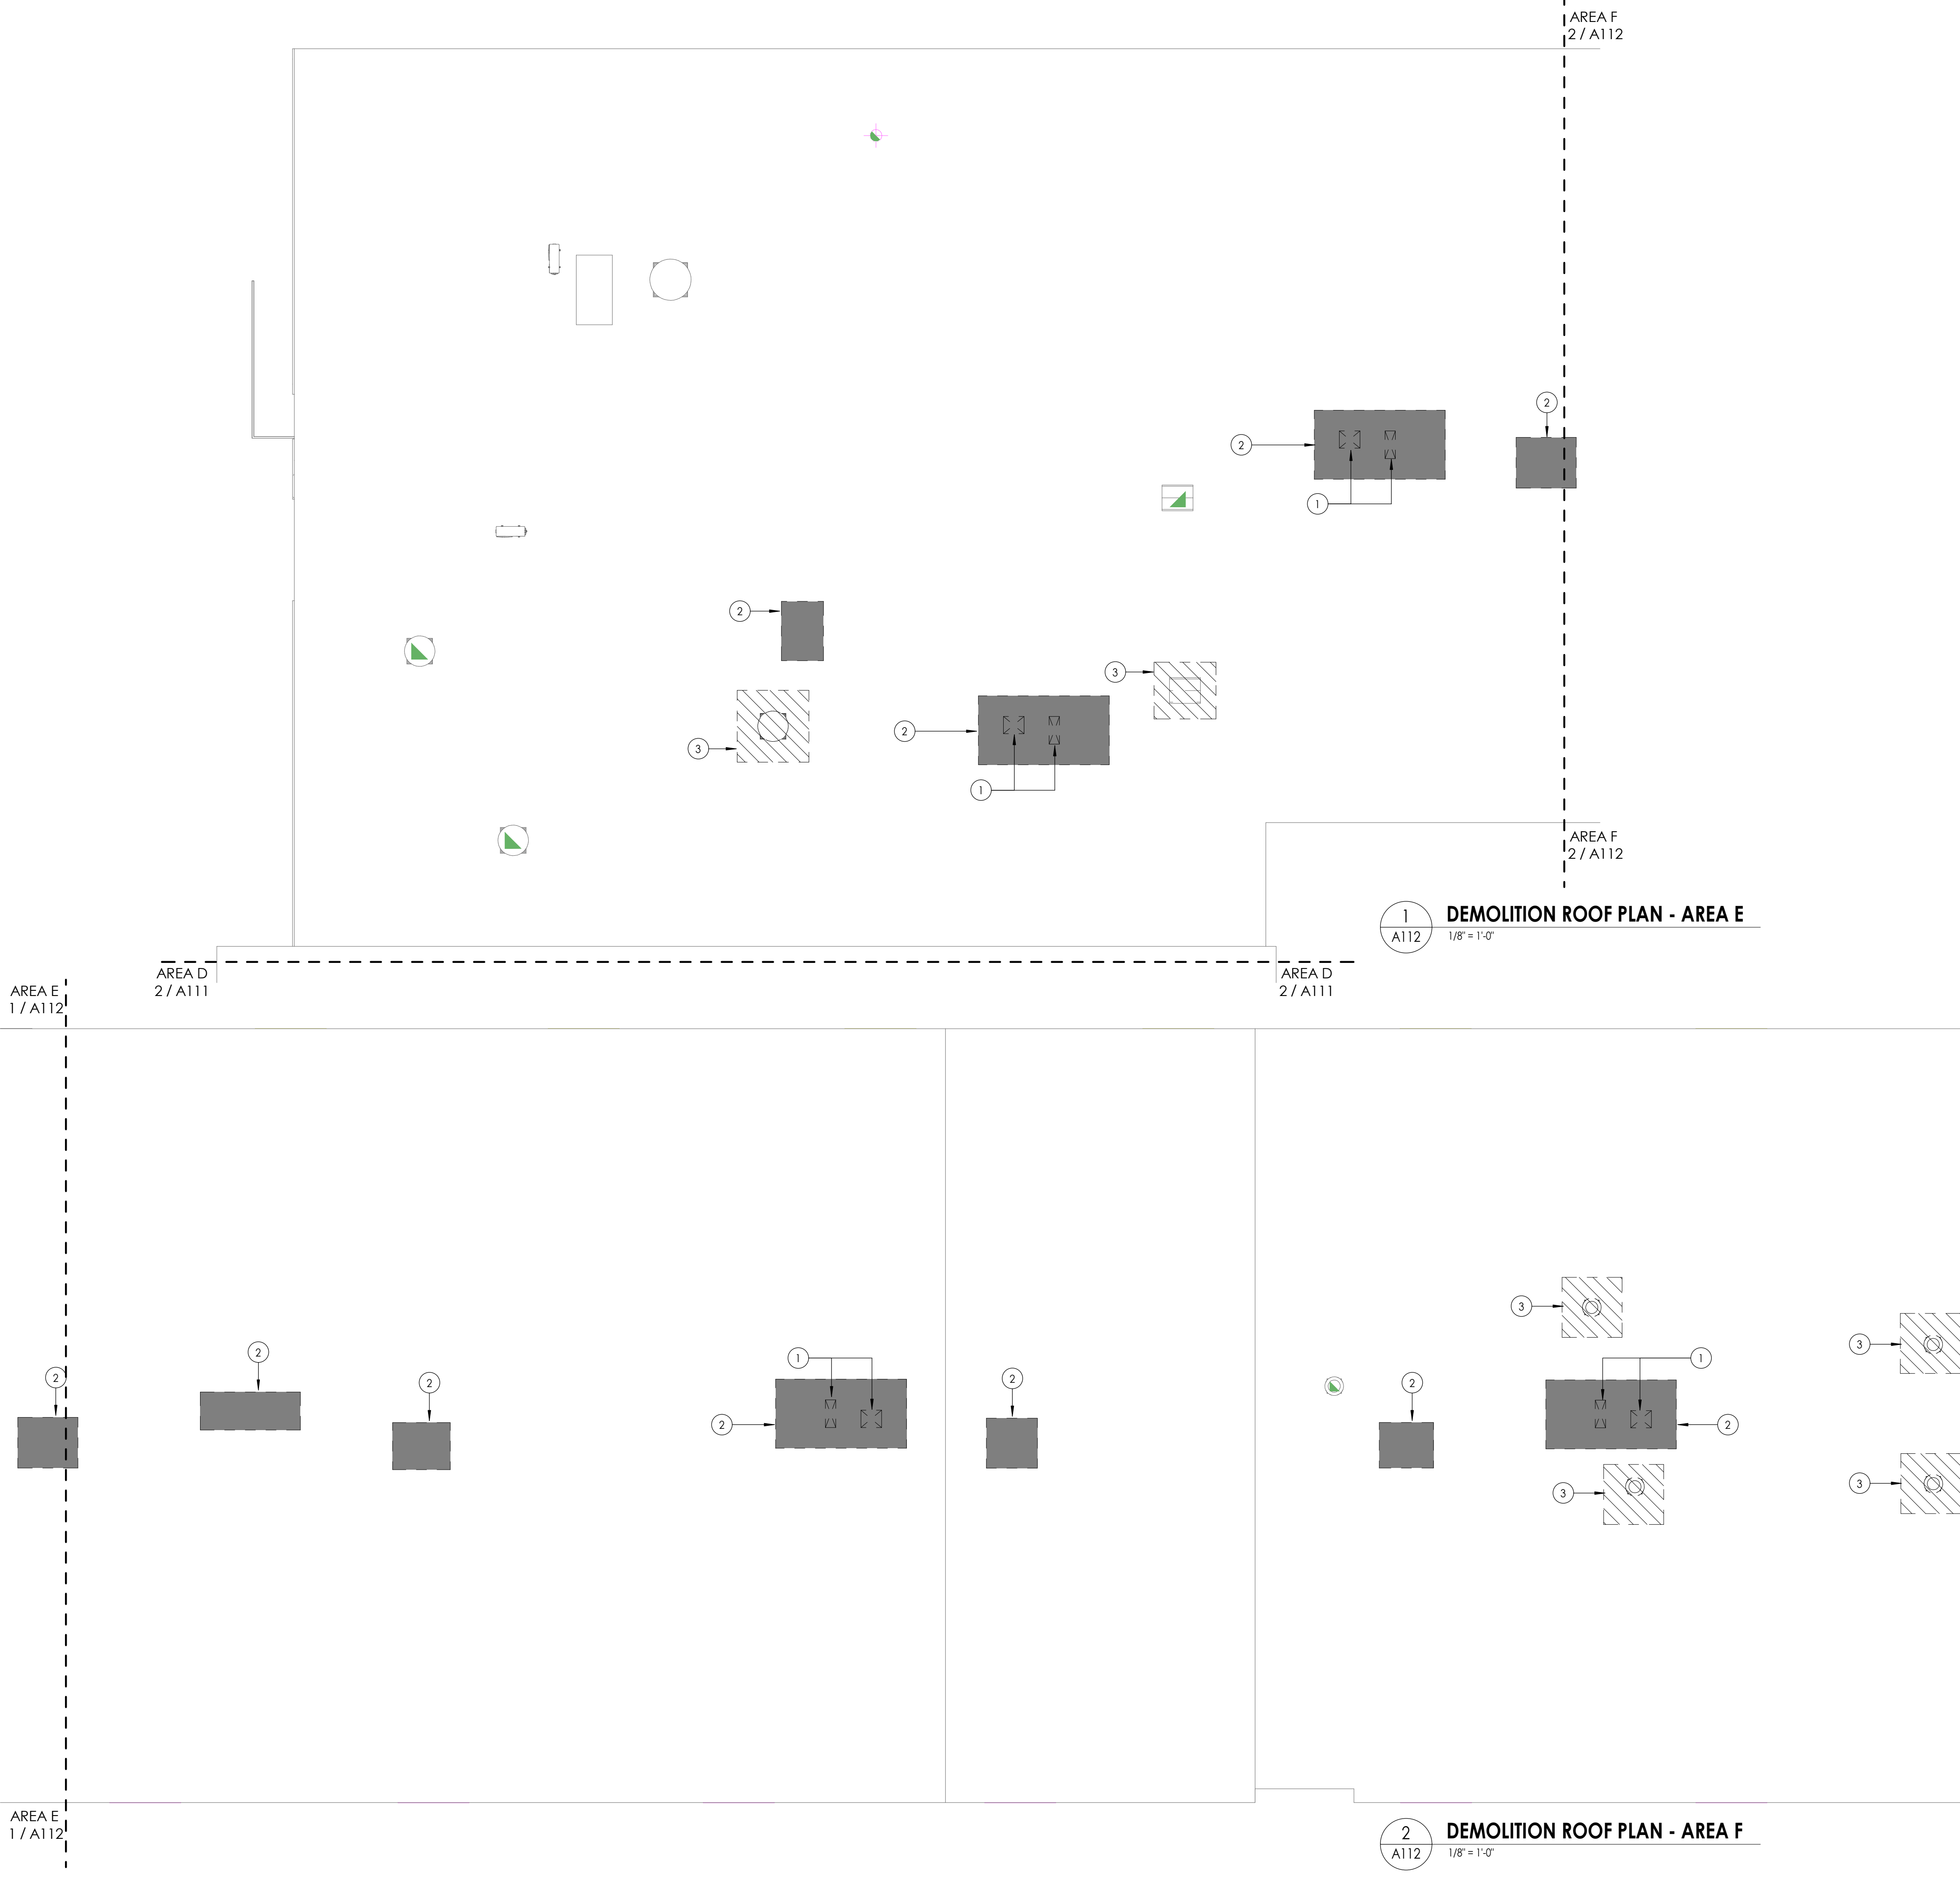 AREA F
2 / A112
2
2
1
2
3
3
2
1
AREA F
2 / A112
1
A112
DEMOLITION ROOF PLAN - AREA E
1/8" = 1'-0"
AREA D
2 / A111
AREA D
2 / A111
AREA E
1 / A112
3
3
2
1
1
2
2
2
2
2
2
3
3
AREA E
1 / A112
2
A112
DEMOLITION ROOF PLAN - AREA F
1/8" = 1'-0"